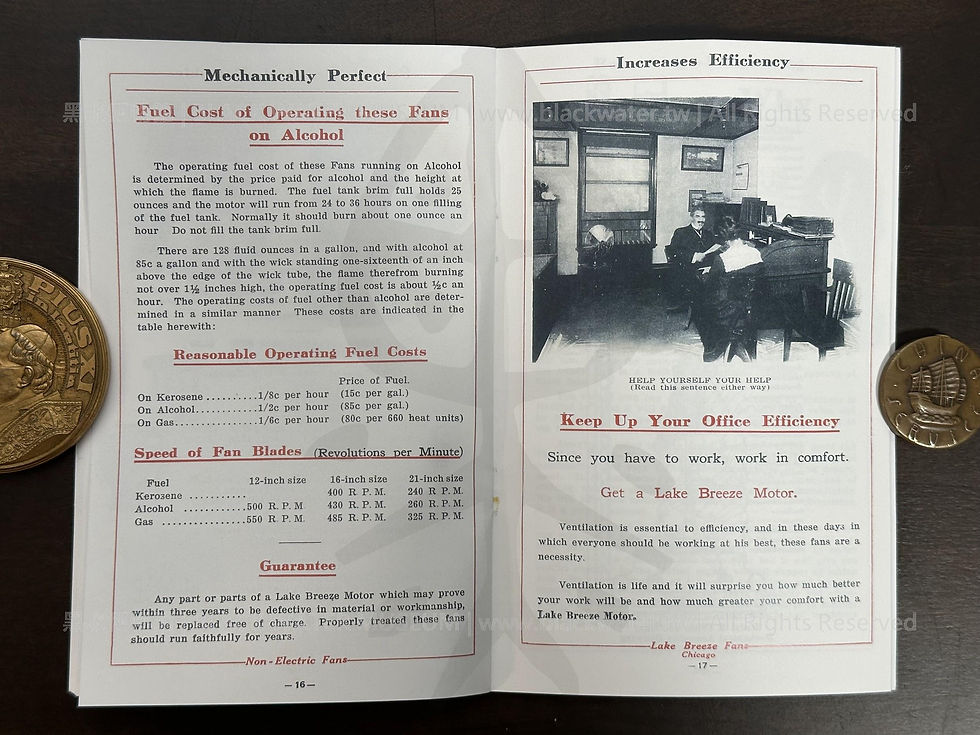 Mechanically Perfect
Fuel Cost of Operating these Fans
on Alcohol
The operating fuel cost of these Fans running on Alcohol
is determined by the price paid for alcohol and the height at
which the flame is burned. The fuel tank brim full holds 25
ounces and the motor will run from 24 to 36 hours on one filling
of the fuel tank. Normally it should burn about one ounce an
hour Do not fill the tank brim full.
There are 128 fluid ounces in a gallon, and with alcohol at
85c a gallon and with the wick standing one-sixteenth of an inch
above the edge of the wick tube, the flame therefrom burning
not over 1½ inches high, the operating fuel cost is about ½c an
hour. The operating costs of fuel other than alcohol are deter-
mined in a similar manner These costs are indicated in the
table herewith:
Reasonable Operating Fuel Costs
Price of Fuel.
On Kerosene..........1/8c per hour (15c per gal.)
On Alcohol...........1/2c per hour (85c per gal.)
On Gas...............1/6c per hour (80c per 660 heat units)
Speed of Fan Blades (Revolutions per Minute)
Fuel 12-inch size 16-inch size 21-inch size
Kerosene ........... 400 R. P. M. 240 R. P. M.
Alcohol ............500 R. P. M. 430 R. P. M. 260 R. P. M.
Gas ................550 R. P. M. 485 R. P. M. 325 R. P. M.
Guarantee
Any part or parts of a Lake Breeze Motor which may prove
within three years to be defective in material or workmanship,
will be replaced free of charge. Properly treated these fans
should run faithfully for years.
Non-Electric Fans
—16—
Increases Efficiency
HELP YOURSELF YOUR HELP
(Read this sentence either way)
Keep Up Your Office Efficiency
Since you have to work, work in comfort.
Get a Lake Breeze Motor.
Ventilation is essential to efficiency, and in these days in
which everyone should be working at his best, these fans are a
necessity.
Ventilation is life and it will surprise you how much better
your work will be and how much greater your comfort with a
Lake Breeze Motor.
Lake Breeze Fans
Chicago
—17—
PIUS XI
CHINE
www.blackwater.tw | All Rights Reserved
All Rights Reserved